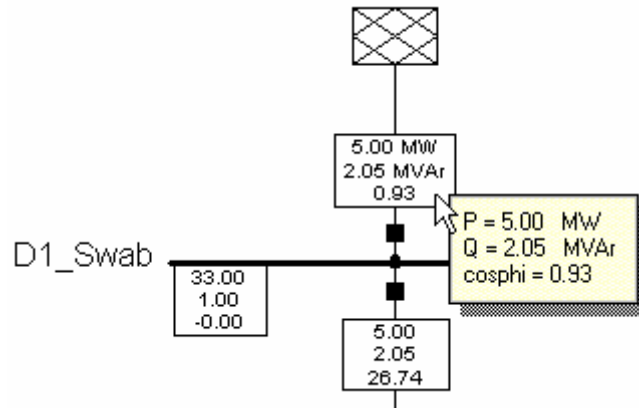 5.00 MW
2.05 MVAr
0.93
P = 5.00 MW
Q = 2.05 MVAr
cosphi = 0.93
D1_Swab
33.00
1.00
-0.00
5.00
2.05
26.74